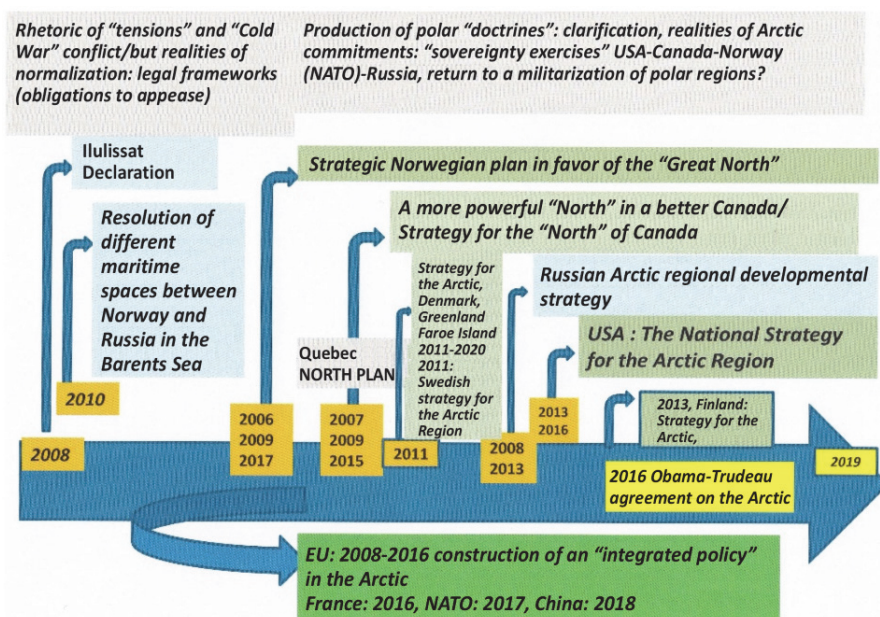 Rhetoric of “tensions” and “Cold
War” conflict/but realities of
normalization: legal frameworks
(obligations to appease)
Production of polar “doctrines”: clarification, realities of Arctic
commitments: “sovereignty exercises” USA-Canada-Norway
(NATO)-Russia, return to a militarization of polar regions?
Ilulissat
Declaration
Resolution of
different
maritime
spaces between
Norway and
Russia in the
Barents Sea
2010
2008
Strategic Norwegian plan in favor of the “Great North”
2006
2009
2017
A more powerful “North” in a better Canada/
Strategy for the “North” of Canada
Quebec
NORTH PLAN
2007
2009
2015
Strategy for
the Arctic,
Denmark,
Greenland
Faroe Island
2011-2020
2011:
Swedish
strategy for
the Arctic
Region
2011
Russian Arctic regional developmental
strategy
2008
2013
USA : The National Strategy
for the Arctic Region
2013
2016
2013, Finland:
Strategy for the
Arctic,
2016 Obama-Trudeau
agreement on the Arctic
2019
EU: 2008-2016 construction of an “integrated policy”
in the Arctic
France: 2016, NATO: 2017, China: 2018